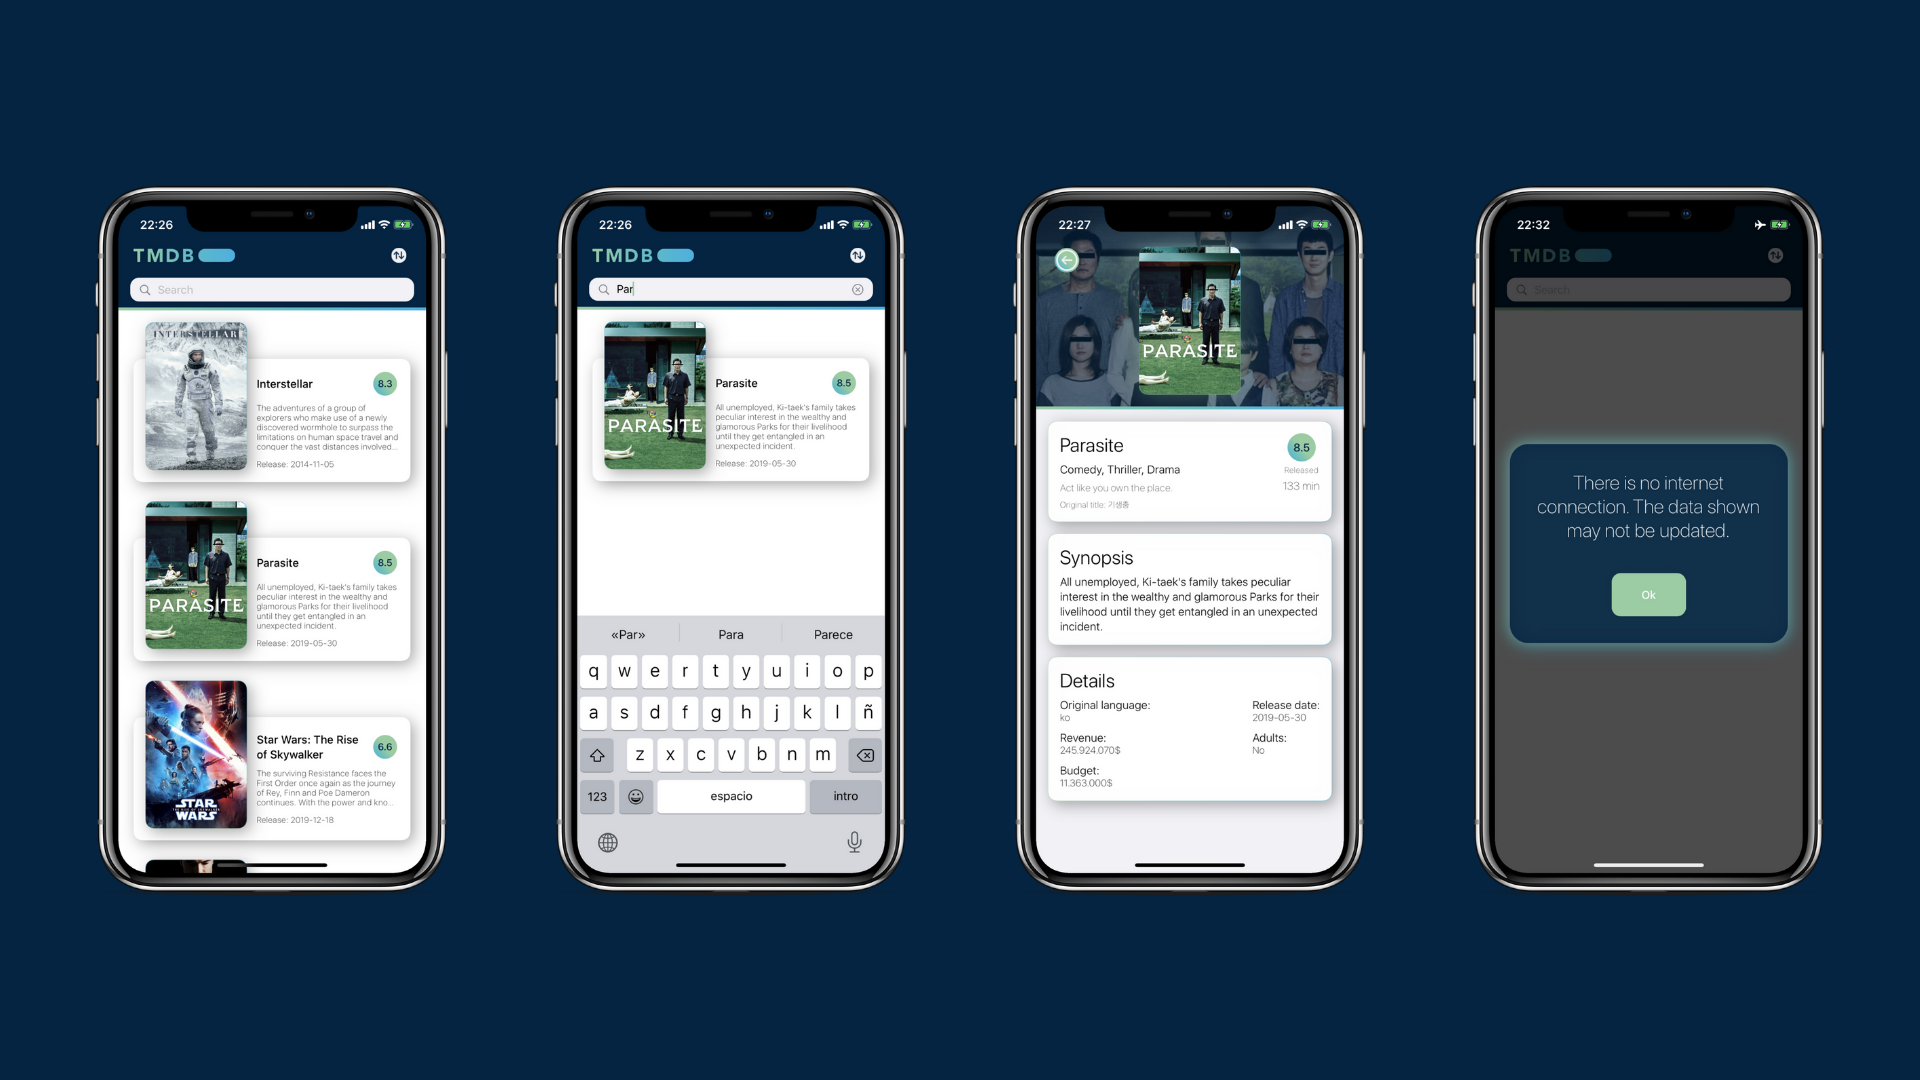 22:26
TMDB
Search
INTERSTELLAR
Interstellar
8.3
The adventures of a group of
explorers who make use of a newly
discovered wormhole to surpass the
limitations on human space travel and
conquer the vast distances involved...
Release: 2014-11-05
PARASITE
Parasite
8.5
All unemployed, Ki-taek's family takes
peculiar interest in the wealthy and
glamorous Parks for their livelihood
until they get entangled in an
unexpected incident.
Release: 2019-05-30
STAR
WARS
Star Wars: The Rise
of Skywalker
6.6
The surviving Resistance faces the
First Order once again as the journey
of Rey, Finn and Poe Dameron
continues. With the power and kno...
Release: 2019-12-18
22:26
TMDB
Par
PARASITE
Parasite
8.5
All unemployed, Ki-taek's family takes
peculiar interest in the wealthy and
glamorous Parks for their livelihood
until they get entangled in an
unexpected incident.
Release: 2019-05-30
«Par» Para Parece
q w e r t y u i o p
a s d f g h j k l ñ
z x c v b n m
123 espacio intro
22:27
PARASITE
Parasite
8.5
Comedy, Thriller, Drama
Released
Act like you own the place.
133 min
Original title: 기생충
Synopsis
All unemployed, Ki-taek's family takes peculiar
interest in the wealthy and glamorous Parks for their
livelihood until they get entangled in an unexpected
incident.
Details
Original language:
ko
Release date:
2019-05-30
Revenue:
245.924.070$
Adults:
No
Budget:
11.363.000$
22:32
TMDB
Search
There is no internet
connection. The data shown
may not be updated.
Ok